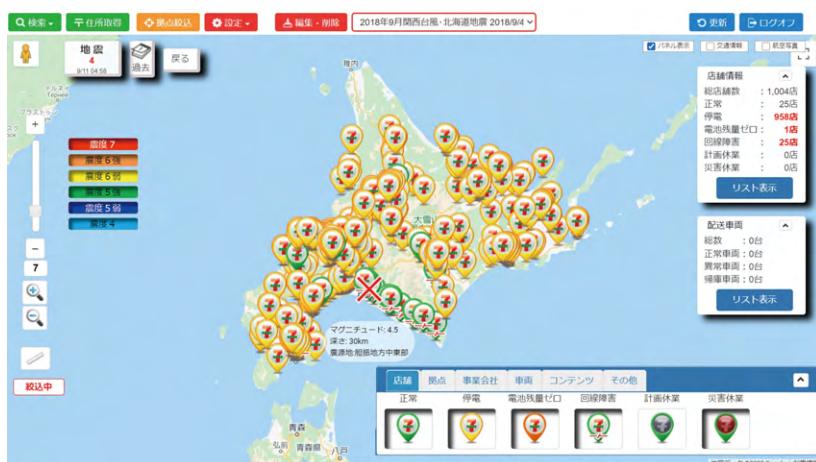 検索
住所取得
拠点絞込
設定
編集・削除
2018年9月関西台風・北海道地震 2018/9/4
更新
ログオフ
パネル表示
交通情報
航空写真
地震
4
9/11 04:58
過去
戻る
稚内
震度 7
震度 6 強
震度 6 弱
震度 5 強
震度 5 弱
震度 4
+
−
7
絞込中
大雪
マグニチュード: 4.5
深さ: 30km
震源地:胆振地方中東部
青森
弘前
青森県
八戸
店舗情報
総店舗数 : 1,004店
正常 : 25店
停電 : 958店
電池残量ゼロ : 1店
回線障害 : 25店
計画休業 : 0店
災害休業 : 0店
リスト表示
配送車両
総数 : 0台
正常車両 : 0台
異常車両 : 0台
帰庫車両 : 0台
リスト表示
店舗
拠点
事業会社
車両
コンテンツ
その他
正常
停電
電池残量ゼロ
回線障害
計画休業
災害休業